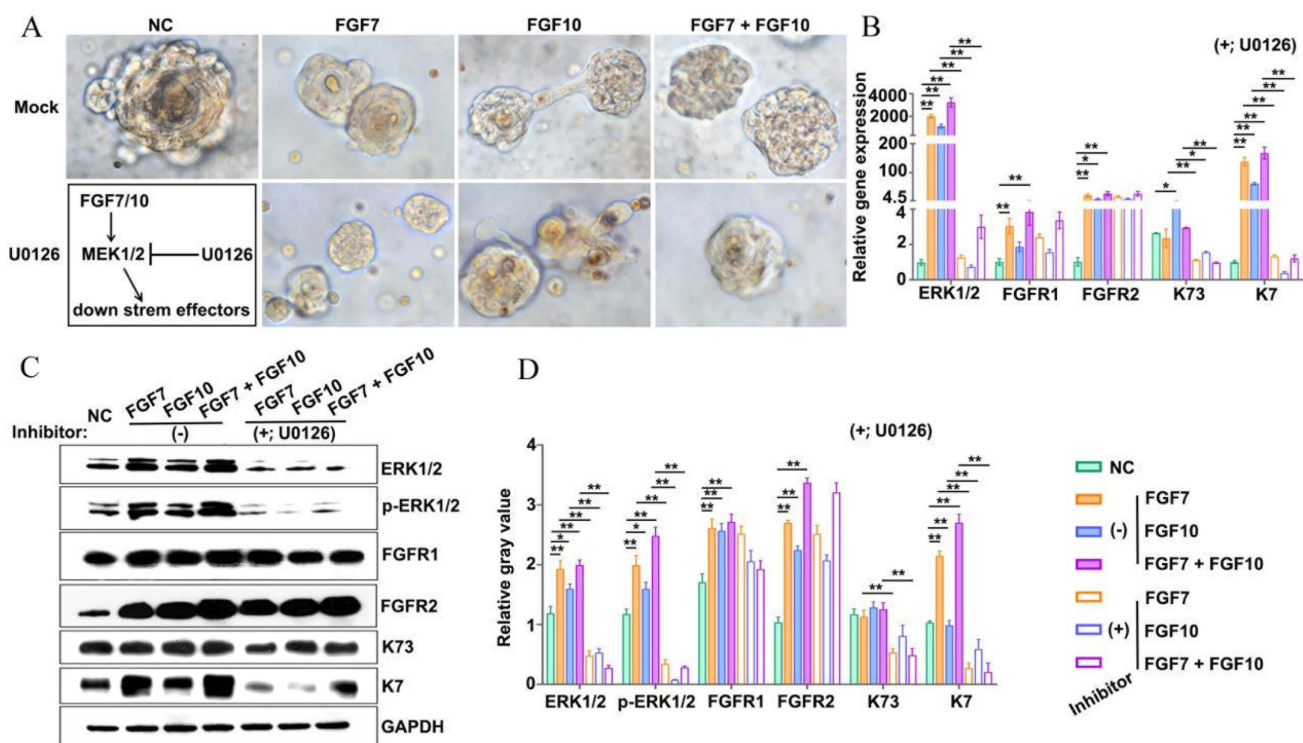 A
NC
FGF7
FGF10
FGF7 + FGF10
Mock
U0126
FGF7/10
MEK1/2
U0126
down strem effectors
B
(+; U0126)
Relative gene expression
4000
2000
200
100
4.5
4
2
0
** ** ** ** ** **
** **
** * **
* ** * **
** ** ** ** ** **
ERK1/2 FGFR1 FGFR2 K73 K7
C
NC FGF7 FGF10 FGF7 + FGF10 FGF7 FGF10 FGF7 + FGF10
Inhibitor: (-) (+; U0126)
ERK1/2
p-ERK1/2
FGFR1
FGFR2
K73
K7
GAPDH
D
(+; U0126)
Relative gray value
4
3
2
1
0
** * ** ** ** **
** * ** ** ** **
** ** **
** ** **
** **
** ** ** ** ** **
ERK1/2 p-ERK1/2 FGFR1 FGFR2 K73 K7
NC
FGF7
(-) FGF10
FGF7 + FGF10
FGF7
(+) FGF10
FGF7 + FGF10
Inhibitor